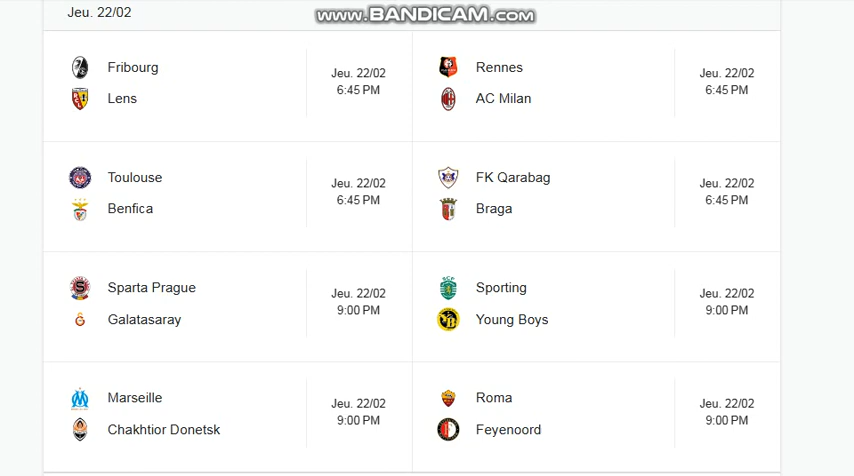 Jeu. 22/02
www.BANDICAM.com
Fribourg
Lens
Jeu. 22/02
6:45 PM
Rennes
AC Milan
Jeu. 22/02
6:45 PM
Toulouse
Benfica
Jeu. 22/02
6:45 PM
FK Qarabag
Braga
Jeu. 22/02
6:45 PM
Sparta Prague
Galatasaray
Jeu. 22/02
9:00 PM
SCP
Sporting
Young Boys
Jeu. 22/02
9:00 PM
Marseille
Chakhtior Donetsk
Jeu. 22/02
9:00 PM
Roma
Feyenoord
Jeu. 22/02
9:00 PM